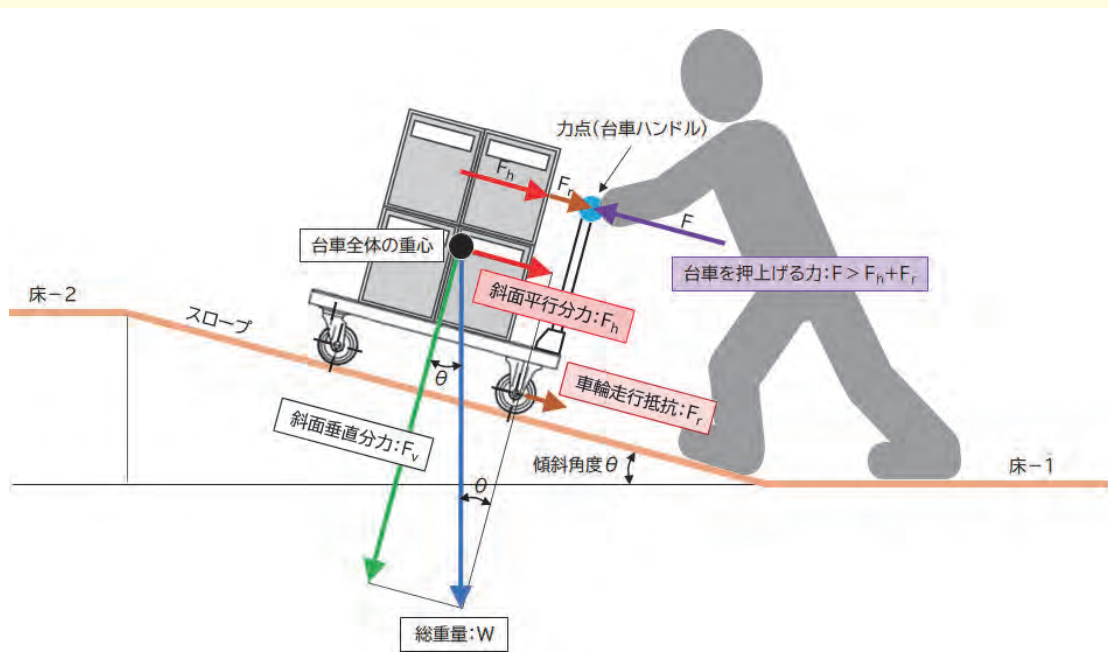 力点(台車ハンドル)
Fh
Fr
F
台車全体の重心
台車を押上げる力:F>Fh+Fr
床-2
スロープ
斜面平行分力:Fh
θ
車輪走行抵抗:Fr
斜面垂直分力:Fv
傾斜角度θ
床-1
θ
総重量:W